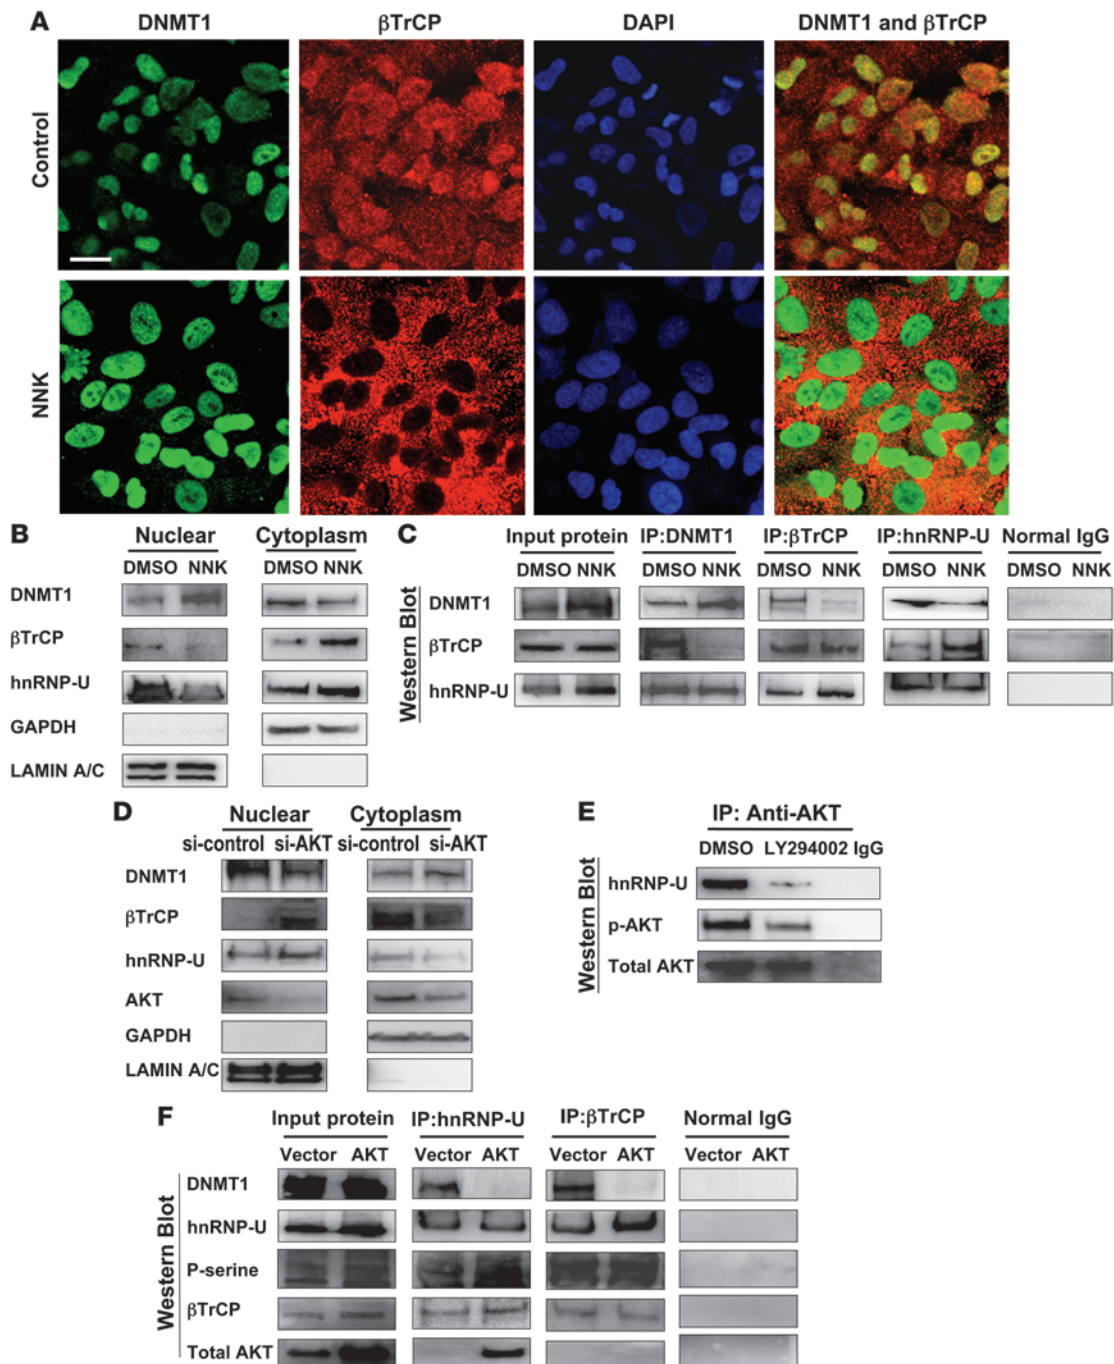 A
DNMT1 βTrCP DAPI DNMT1 and βTrCP
Control
NNK
B
Nuclear Cytoplasm
DMSO NNK DMSO NNK
DNMT1
βTrCP
hnRNP-U
GAPDH
LAMIN A/C
C
Input protein IP:DNMT1 IP:βTrCP IP:hnRNP-U Normal IgG
DMSO NNK DMSO NNK DMSO NNK DMSO NNK DMSO NNK
Western Blot
DNMT1
βTrCP
hnRNP-U
D
Nuclear Cytoplasm
si-control si-AKT si-control si-AKT
DNMT1
βTrCP
hnRNP-U
AKT
GAPDH
LAMIN A/C
E
IP: Anti-AKT
DMSO LY294002 IgG
Western Blot
hnRNP-U
p-AKT
Total AKT
F
Input protein IP:hnRNP-U IP:βTrCP Normal IgG
Vector AKT Vector AKT Vector AKT Vector AKT
Western Blot
DNMT1
hnRNP-U
P-serine
βTrCP
Total AKT